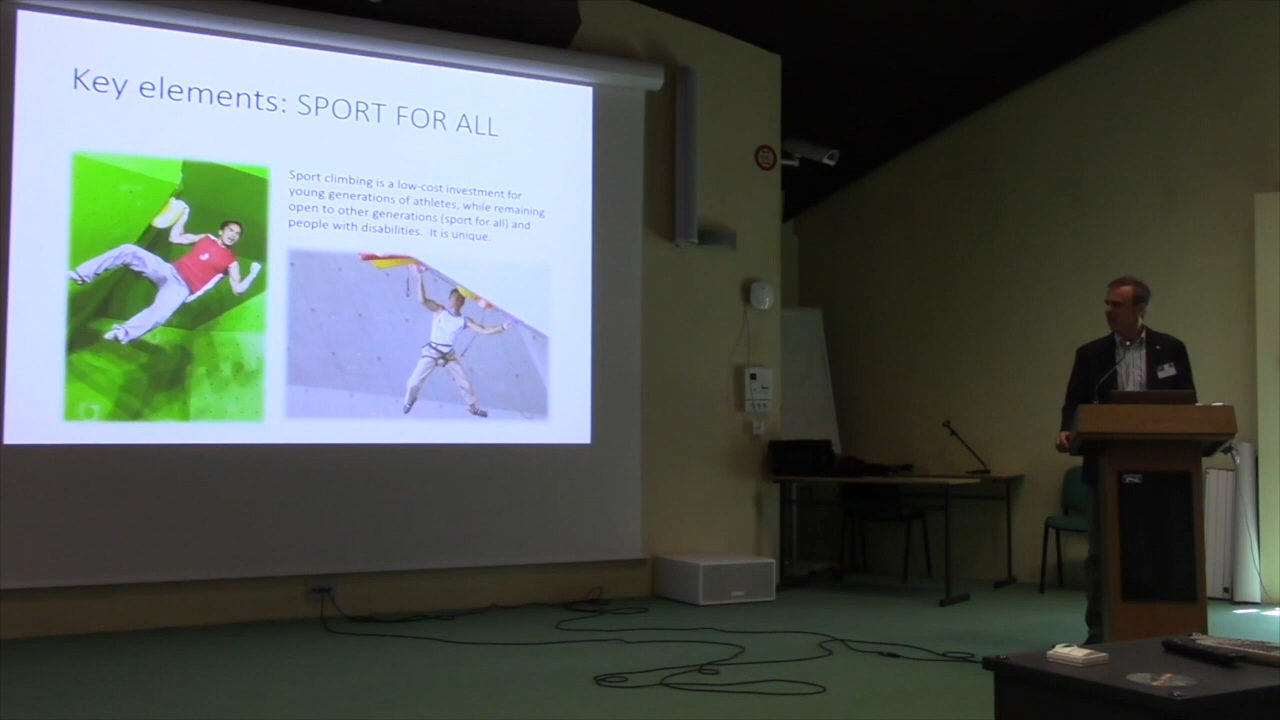 Key elements: SPORT FOR ALL
Sport climbing is a low-cost investment for
young generations of athletes, while remaining
open to other generations (sport for all) and
people with disabilities. It is unique.